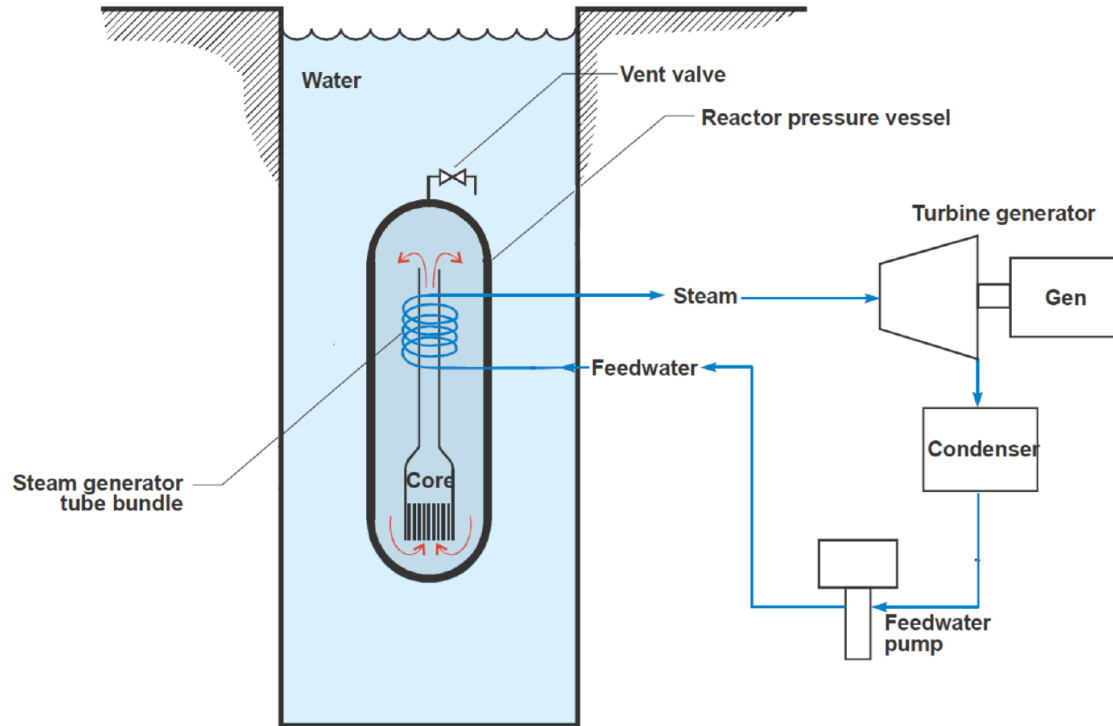 Water
Vent valve
Reactor pressure vessel
Turbine generator
Steam
Gen
Feedwater
Condenser
Core
Steam generator
tube bundle
Feedwater
pump